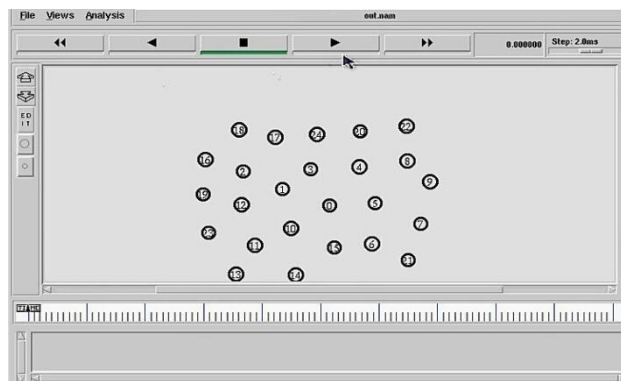 File Views Analysis out.nam
0.000000 Step: 2.0ms
ED
IT
18 17 24 20 22
16 2 3 4 8
1 9
19 12 0 5
23 10 7
11 15 6
21
13 14
TIME